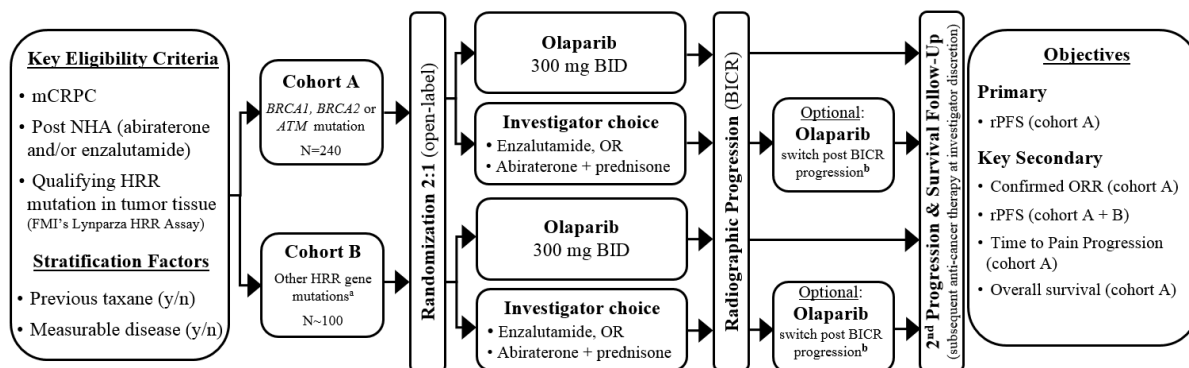 Key Eligibility Criteria
• mCRPC
• Post NHA (abiraterone
and/or enzalutamide)
• Qualifying HRR
mutation in tumor tissue
(FMI's Lynparza HRR Assay)
Stratification Factors
• Previous taxane (y/n)
• Measurable disease (y/n)
Cohort A
BRCA1, BRCA2 or
ATM mutation
N=240
Cohort B
Other HRR gene
mutationsᵃ
N~100
Randomization 2:1 (open-label)
Olaparib
300 mg BID
Investigator choice
• Enzalutamide, OR
• Abiraterone + prednisone
Olaparib
300 mg BID
Investigator choice
• Enzalutamide, OR
• Abiraterone + prednisone
Radiographic Progression (BICR)
Optional:
Olaparib
switch post BICR
progressionᵇ
Optional:
Olaparib
switch post BICR
progressionᵇ
2ⁿᵈ Progression & Survival Follow-Up
(subsequent anti-cancer therapy at investigator discretion)
Objectives
Primary
• rPFS (cohort A)
Key Secondary
• Confirmed ORR (cohort A)
• rPFS (cohort A + B)
• Time to Pain Progression
(cohort A)
• Overall survival (cohort A)